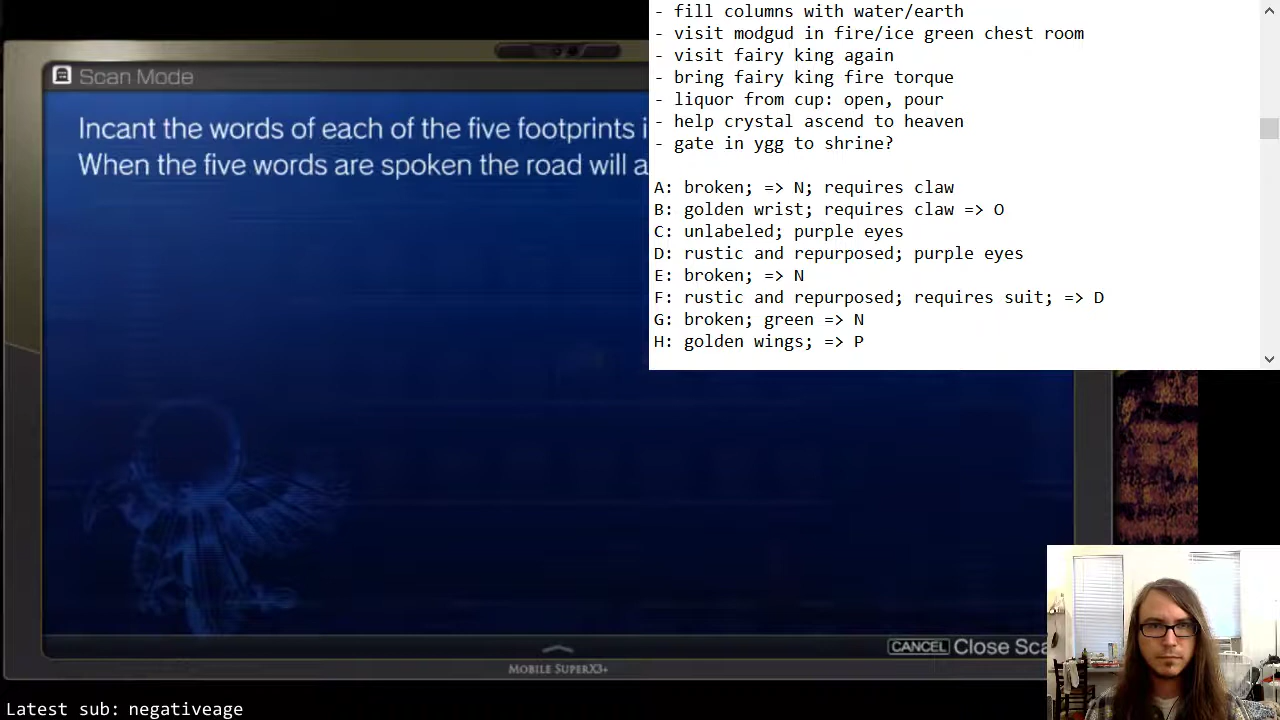 Scan Mode
Incant the words of each of the five footprints i
When the five words are spoken the road will a
- fill columns with water/earth
- visit modgud in fire/ice green chest room
- visit fairy king again
- bring fairy king fire torque
- liquor from cup: open, pour
- help crystal ascend to heaven
- gate in ygg to shrine?
A: broken; => N; requires claw
B: golden wrist; requires claw => O
C: unlabeled; purple eyes
D: rustic and repurposed; purple eyes
E: broken; => N
F: rustic and repurposed; requires suit; => D
G: broken; green => N
H: golden wings; => P
CANCEL Close Sca
MOBILE SUPERX3+
Latest sub: negativeage